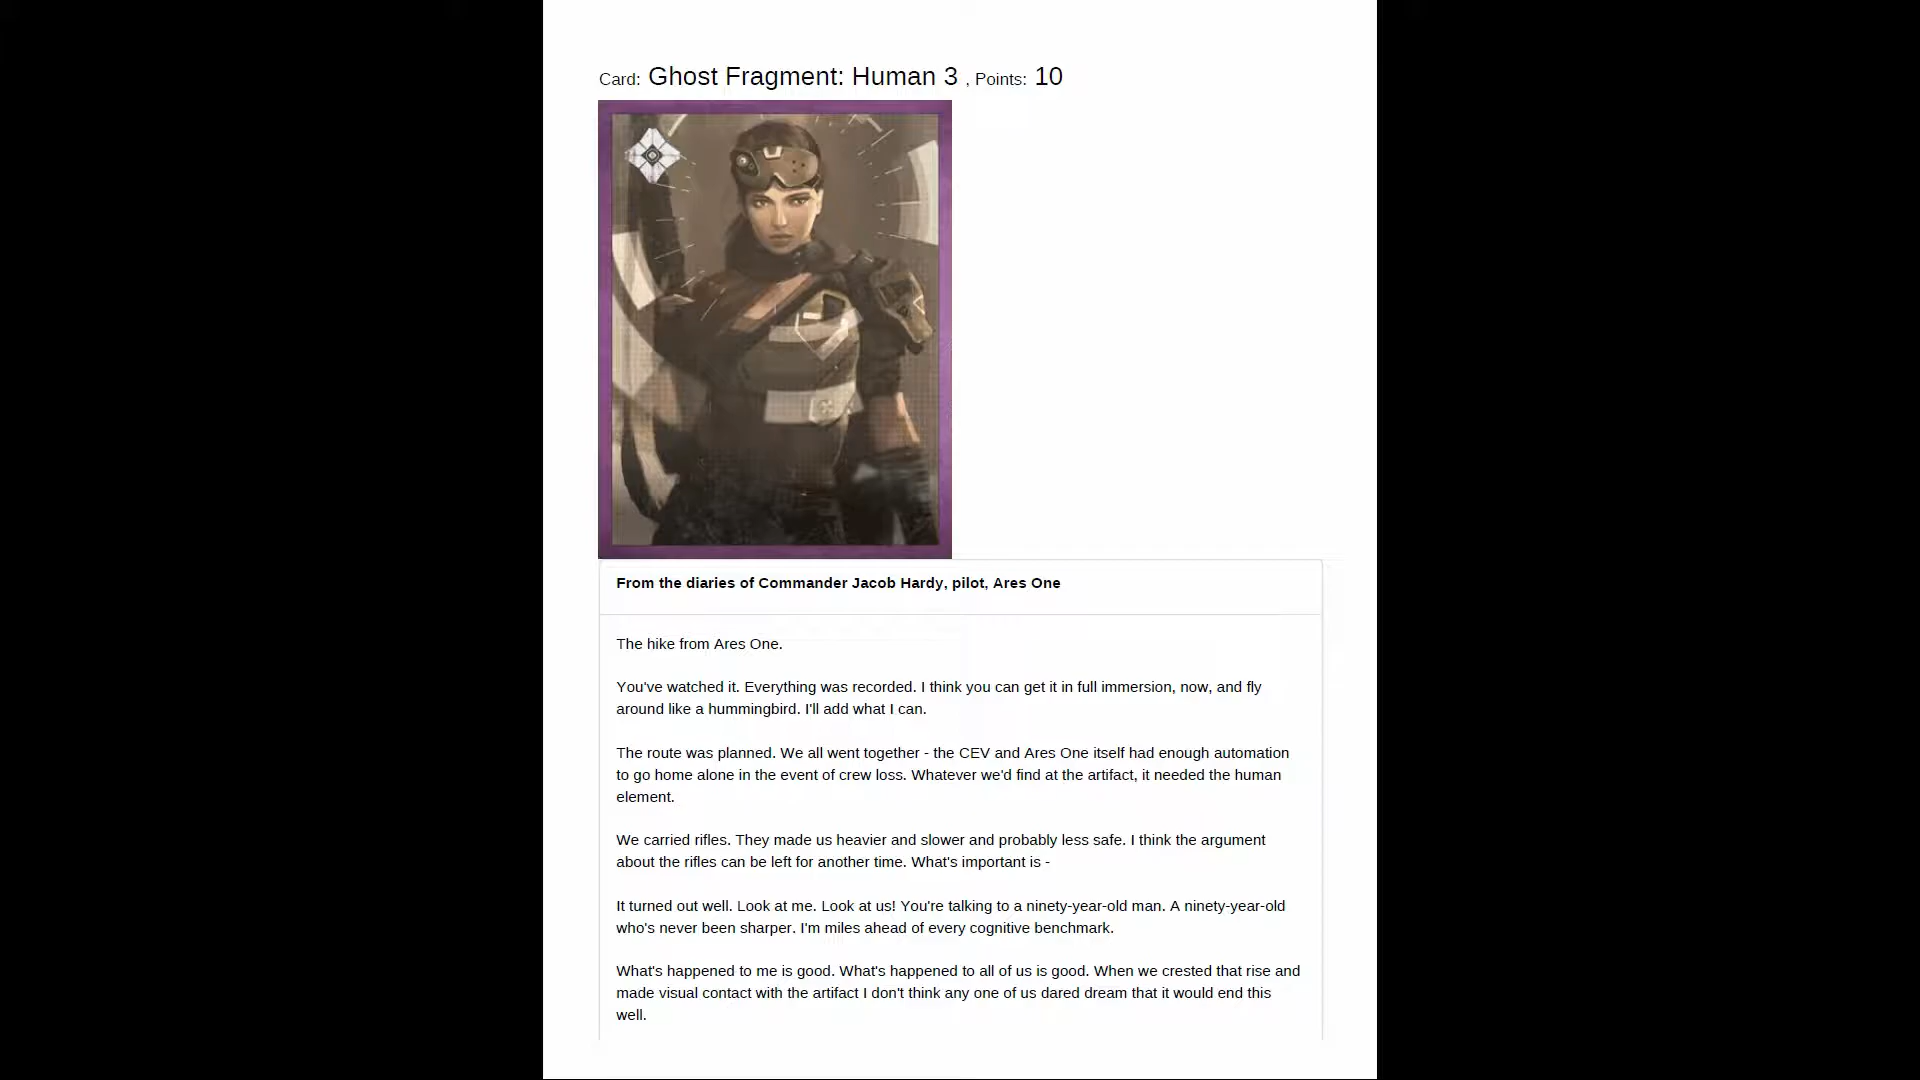 Card: Ghost Fragment: Human 3 , Points: 10
From the diaries of Commander Jacob Hardy, pilot, Ares One
The hike from Ares One.
You've watched it. Everything was recorded. I think you can get it in full immersion, now, and fly
around like a hummingbird. I'll add what I can.
The route was planned. We all went together - the CEV and Ares One itself had enough automation
to go home alone in the event of crew loss. Whatever we'd find at the artifact, it needed the human
element.
We carried rifles. They made us heavier and slower and probably less safe. I think the argument
about the rifles can be left for another time. What's important is -
It turned out well. Look at me. Look at us! You're talking to a ninety-year-old man. A ninety-year-old
who's never been sharper. I'm miles ahead of every cognitive benchmark.
What's happened to me is good. What's happened to all of us is good. When we crested that rise and
made visual contact with the artifact I don't think any one of us dared dream that it would end this
well.